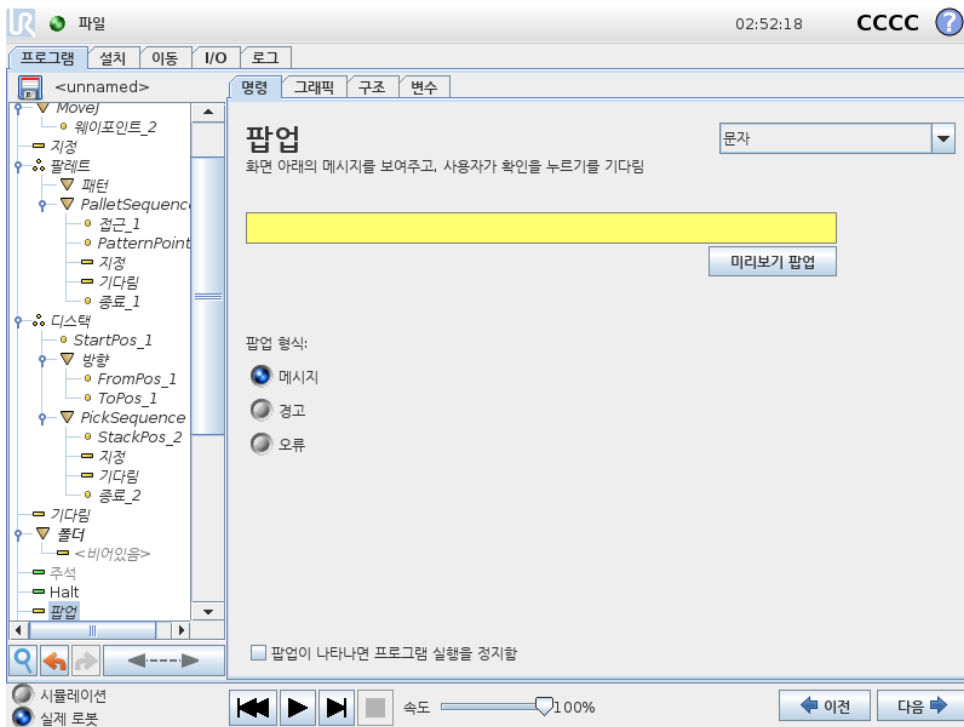 UR 파일 02:52:18 CCCC ?
프로그램 설치 이동 I/O 로그
<unnamed>
명령 그래픽 구조 변수
MoveJ
웨이포인트_2
지정
팔레트
패턴
PalletSequence
접근_1
PatternPoint
지정
기다림
종료_1
디스택
StartPos_1
방향
FromPos_1
ToPos_1
PickSequence
StackPos_2
지정
기다림
종료_2
기다림
폴더
<비어있음>
주석
Halt
팝업
팝업
문자
화면 아래의 메시지를 보여주고, 사용자가 확인을 누르기를 기다림
미리보기 팝업
팝업 형식:
메시지
경고
오류
팝업이 나타나면 프로그램 실행을 정지함
시뮬레이션
실제 로봇
속도 100%
이전 다음